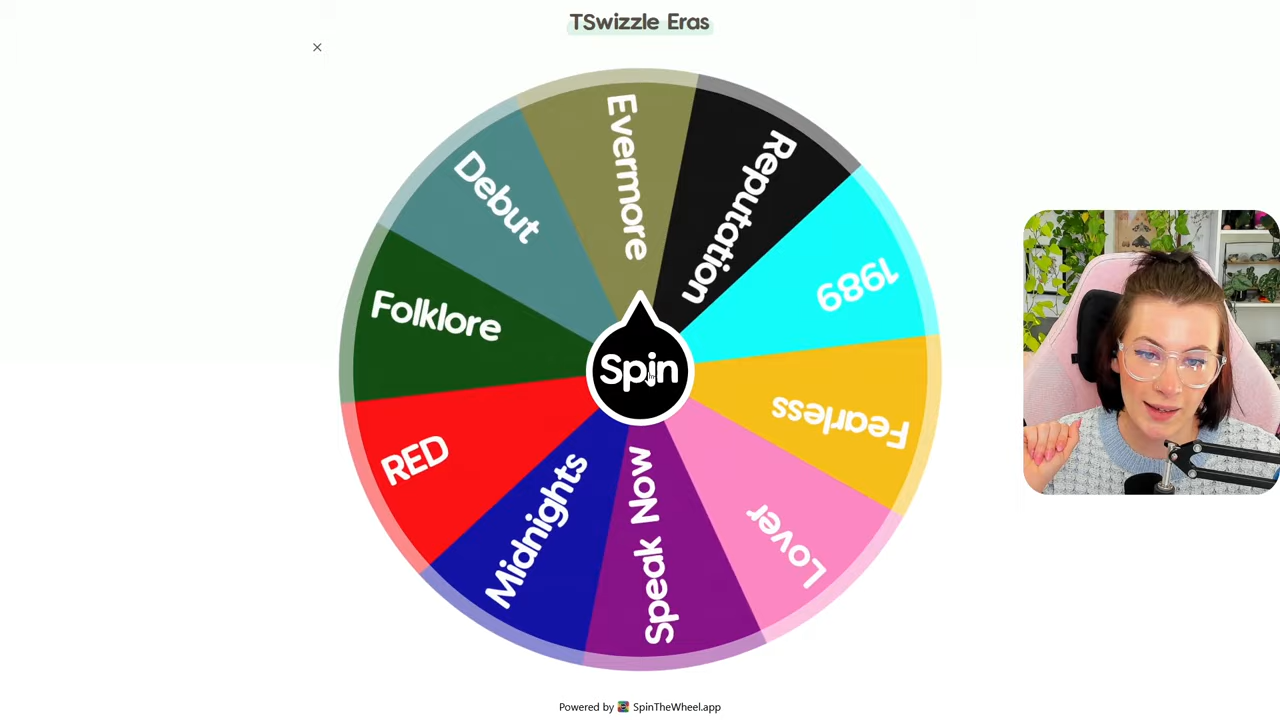 TSwizzle Eras
Evermore
Reputation
1989
Fearless
Lover
Speak Now
Midnights
RED
Folklore
Debut
Spin
Powered by SpinTheWheel.app